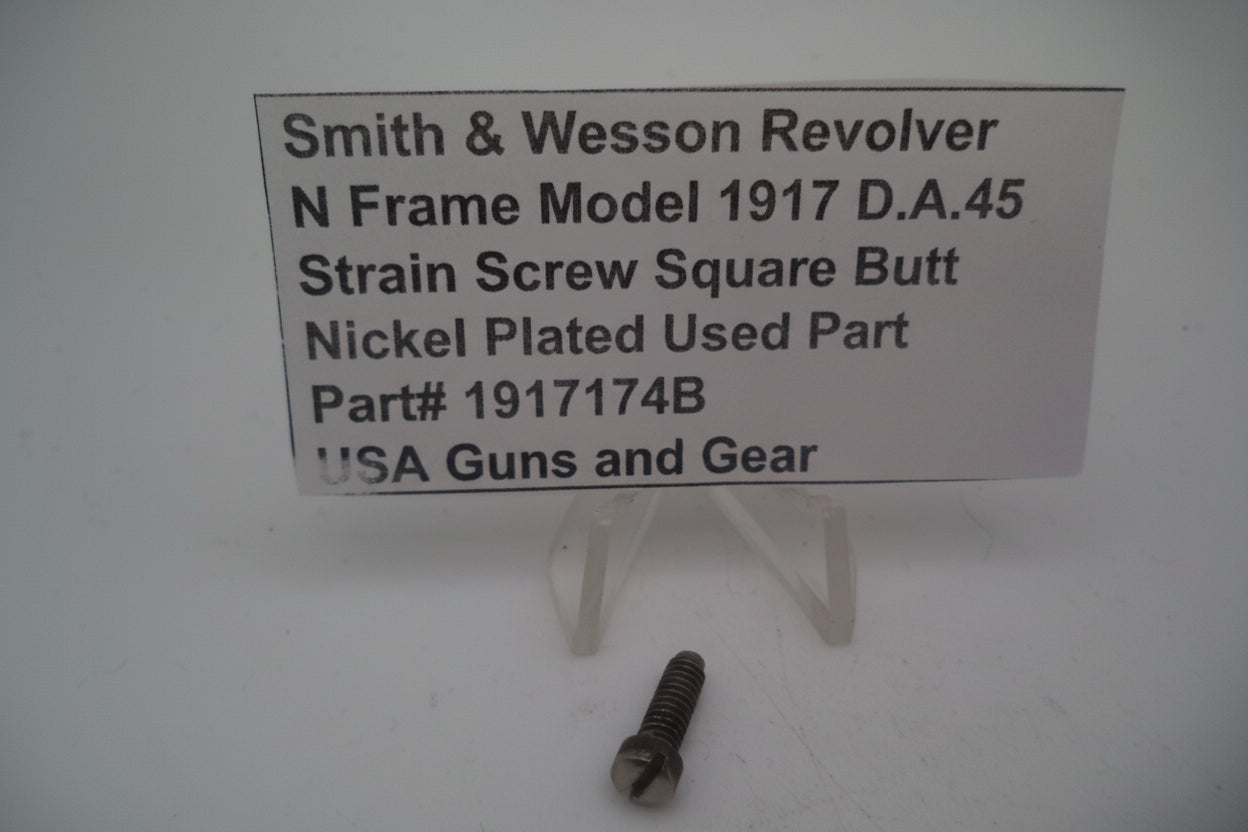 Smith & Wesson Revolver
N Frame Model 1917 D.A.45
Strain Screw Square Butt
Nickel Plated Used Part
Part# 1917174B
USA Guns and Gear